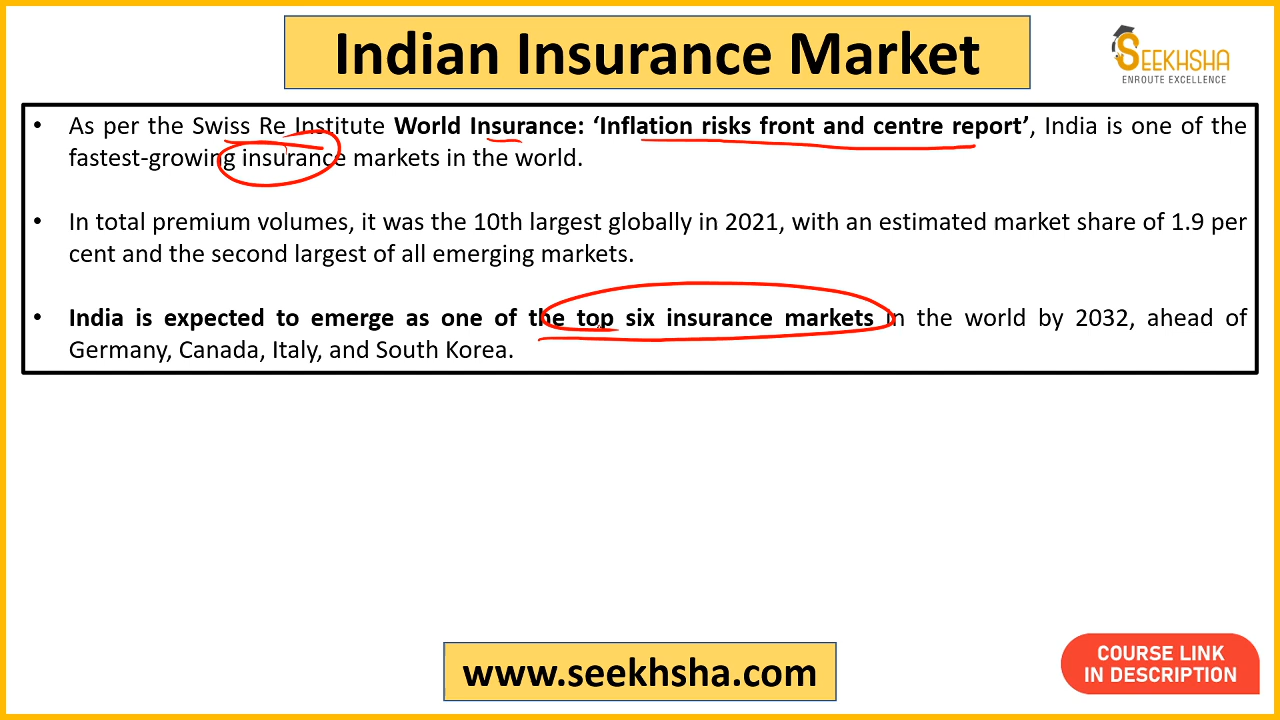 Indian Insurance Market
SEEKHSHA
ENROUTE EXCELLENCE
• As per the Swiss Re Institute World Insurance: ‘Inflation risks front and centre report’, India is one of the
fastest-growing insurance markets in the world.
• In total premium volumes, it was the 10th largest globally in 2021, with an estimated market share of 1.9 per
cent and the second largest of all emerging markets.
• India is expected to emerge as one of the top six insurance markets in the world by 2032, ahead of
Germany, Canada, Italy, and South Korea.
www.seekhsha.com
COURSE LINK
IN DESCRIPTION